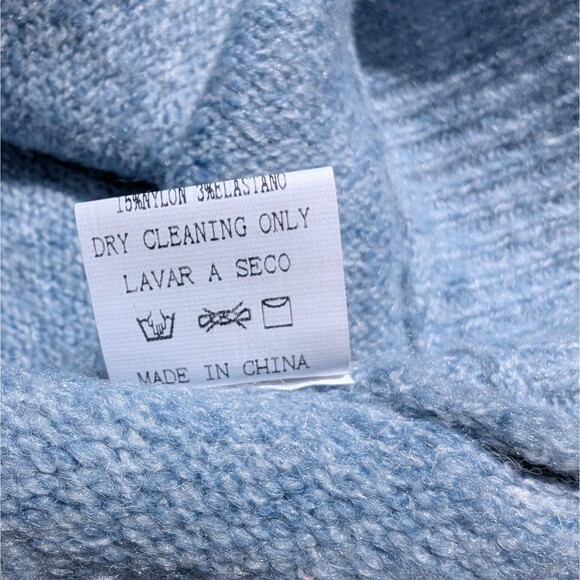 15%NYLON 3%ELASTANO
DRY CLEANING ONLY
LAVAR A SECO
MADE IN CHINA